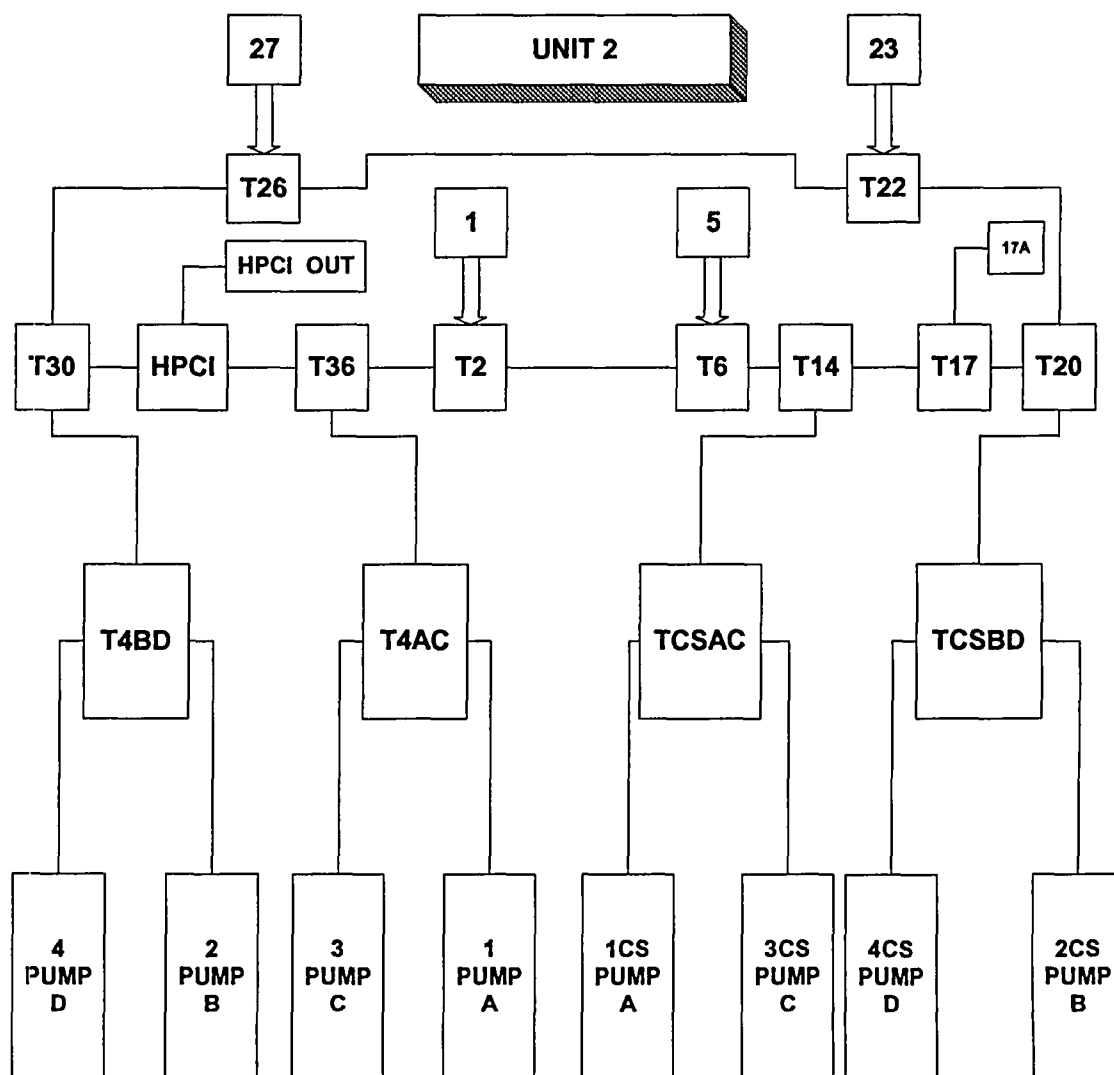 27
UNIT 2
23
T26
T22
1
5
HPCI OUT
17A
T30
HPCI
T36
T2
T6
T14
T17
T20
T4BD
T4AC
TCSAC
TCSBD
4
PUMP
D
2
PUMP
B
3
PUMP
C
1
PUMP
A
1CS
PUMP
A
3CS
PUMP
C
4CS
PUMP
D
2CS
PUMP
B